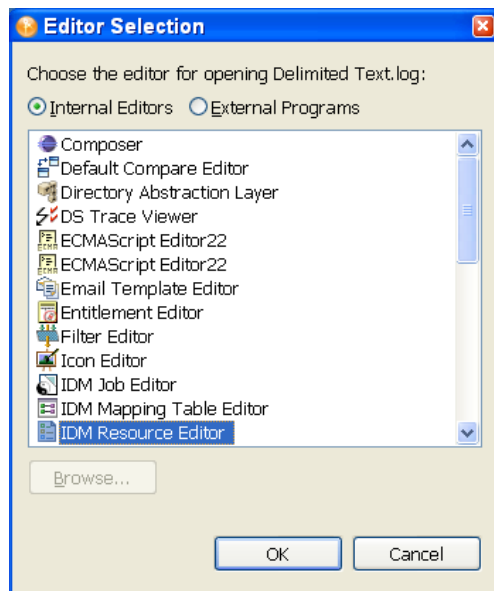 Editor Selection
Choose the editor for opening Delimited Text.log:
Internal Editors External Programs
Composer
Default Compare Editor
Directory Abstraction Layer
DS Trace Viewer
ECMAScript Editor22
ECMAScript Editor22
Email Template Editor
Entitlement Editor
Filter Editor
Icon Editor
IDM Job Editor
IDM Mapping Table Editor
IDM Resource Editor
Browse...
OK Cancel